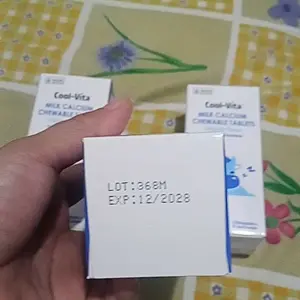 Cool-Vita
MILK CALCIUM
CHEWABLE TABLETS
Cool-Vita
MILK CALCIUM
CHEWABLE TABLETS
LOT:368M
EXP:12/2028